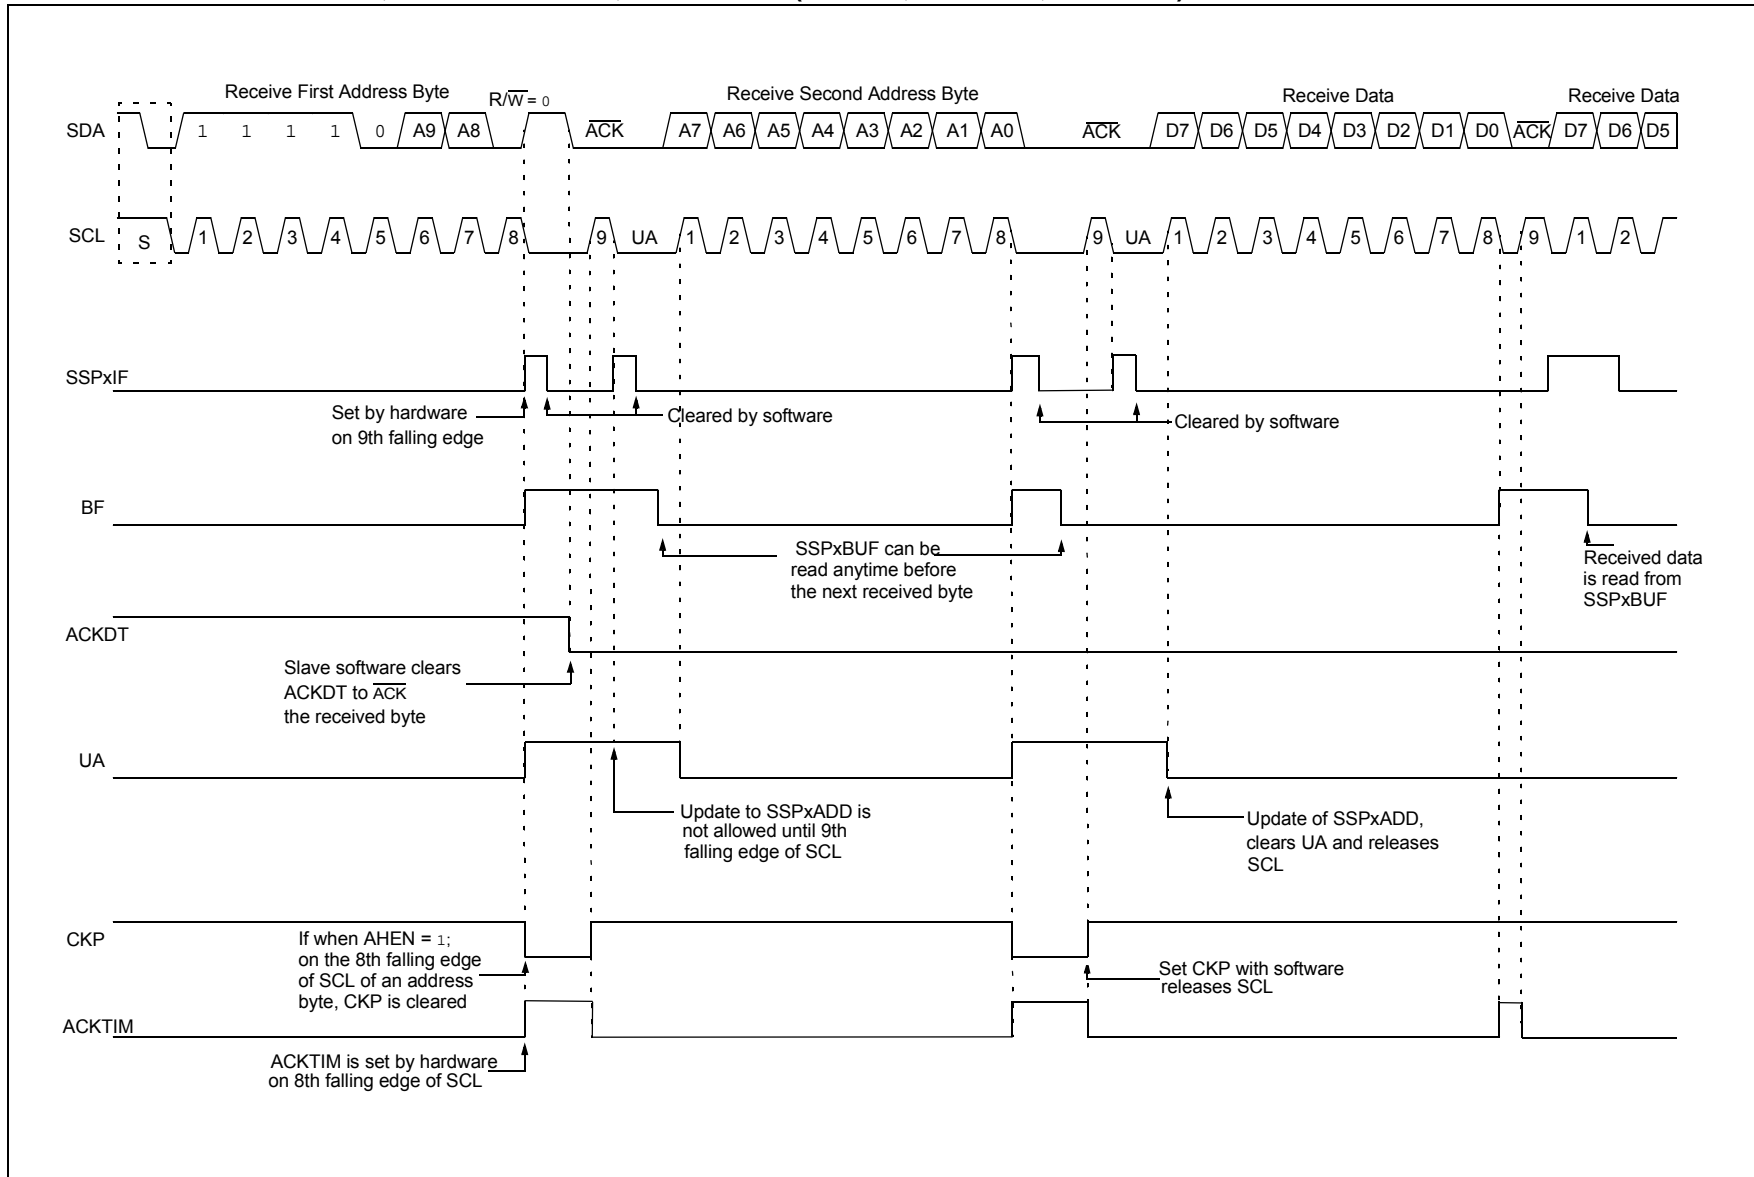 Receive First Address Byte
R/W = 0
Receive Second Address Byte
Receive Data
Receive Data
SDA
1 1 1 1 0 A9 A8
ACK
A7 A6 A5 A4 A3 A2 A1 A0
ACK
D7 D6 D5 D4 D3 D2 D1 D0
ACK
D7 D6 D5
SCL
S
1 2 3 4 5 6 7 8
9
UA
1 2 3 4 5 6 7 8
9
UA
1 2 3 4 5 6 7 8 9
1 2
SSPxIF
Set by hardware
on 9th falling edge
Cleared by software
Cleared by software
BF
SSPxBUF can be
read anytime before
the next received byte
Received data
is read from
SSPxBUF
ACKDT
Slave software clears
ACKDT to ACK
the received byte
UA
Update to SSPxADD is
not allowed until 9th
falling edge of SCL
Update of SSPxADD,
clears UA and releases
SCL
CKP
If when AHEN = 1;
on the 8th falling edge
of SCL of an address
byte, CKP is cleared
Set CKP with software
releases SCL
ACKTIM
ACKTIM is set by hardware
on 8th falling edge of SCL